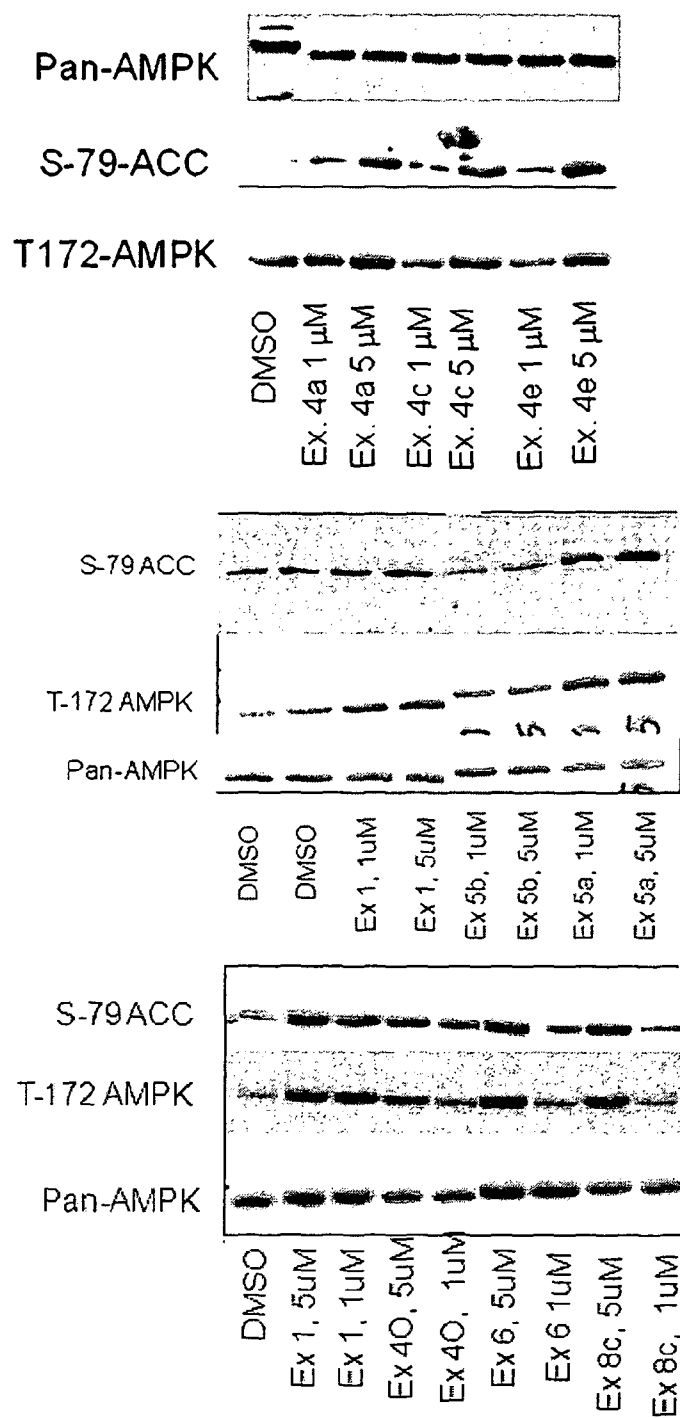 Pan-AMPK
S-79-ACC
T172-AMPK
DMSO
Ex. 4a 1 µM
Ex. 4a 5 µM
Ex. 4c 1 µM
Ex. 4c 5 µM
Ex. 4e 1 µM
Ex. 4e 5 µM
S-79 ACC
T-172 AMPK
1 5 1 5
Pan-AMPK
DMSO
DMSO
Ex 1, 1uM
Ex 1, 5uM
Ex 5b, 1uM
Ex 5b, 5uM
Ex 5a, 1uM
Ex 5a, 5uM
S-79 ACC
T-172 AMPK
Pan-AMPK
DMSO
Ex 1, 5uM
Ex 1, 1uM
Ex 4O, 5uM
Ex 4O, 1uM
Ex 6, 5uM
Ex 6 1uM
Ex 8c, 5uM
Ex 8c, 1uM